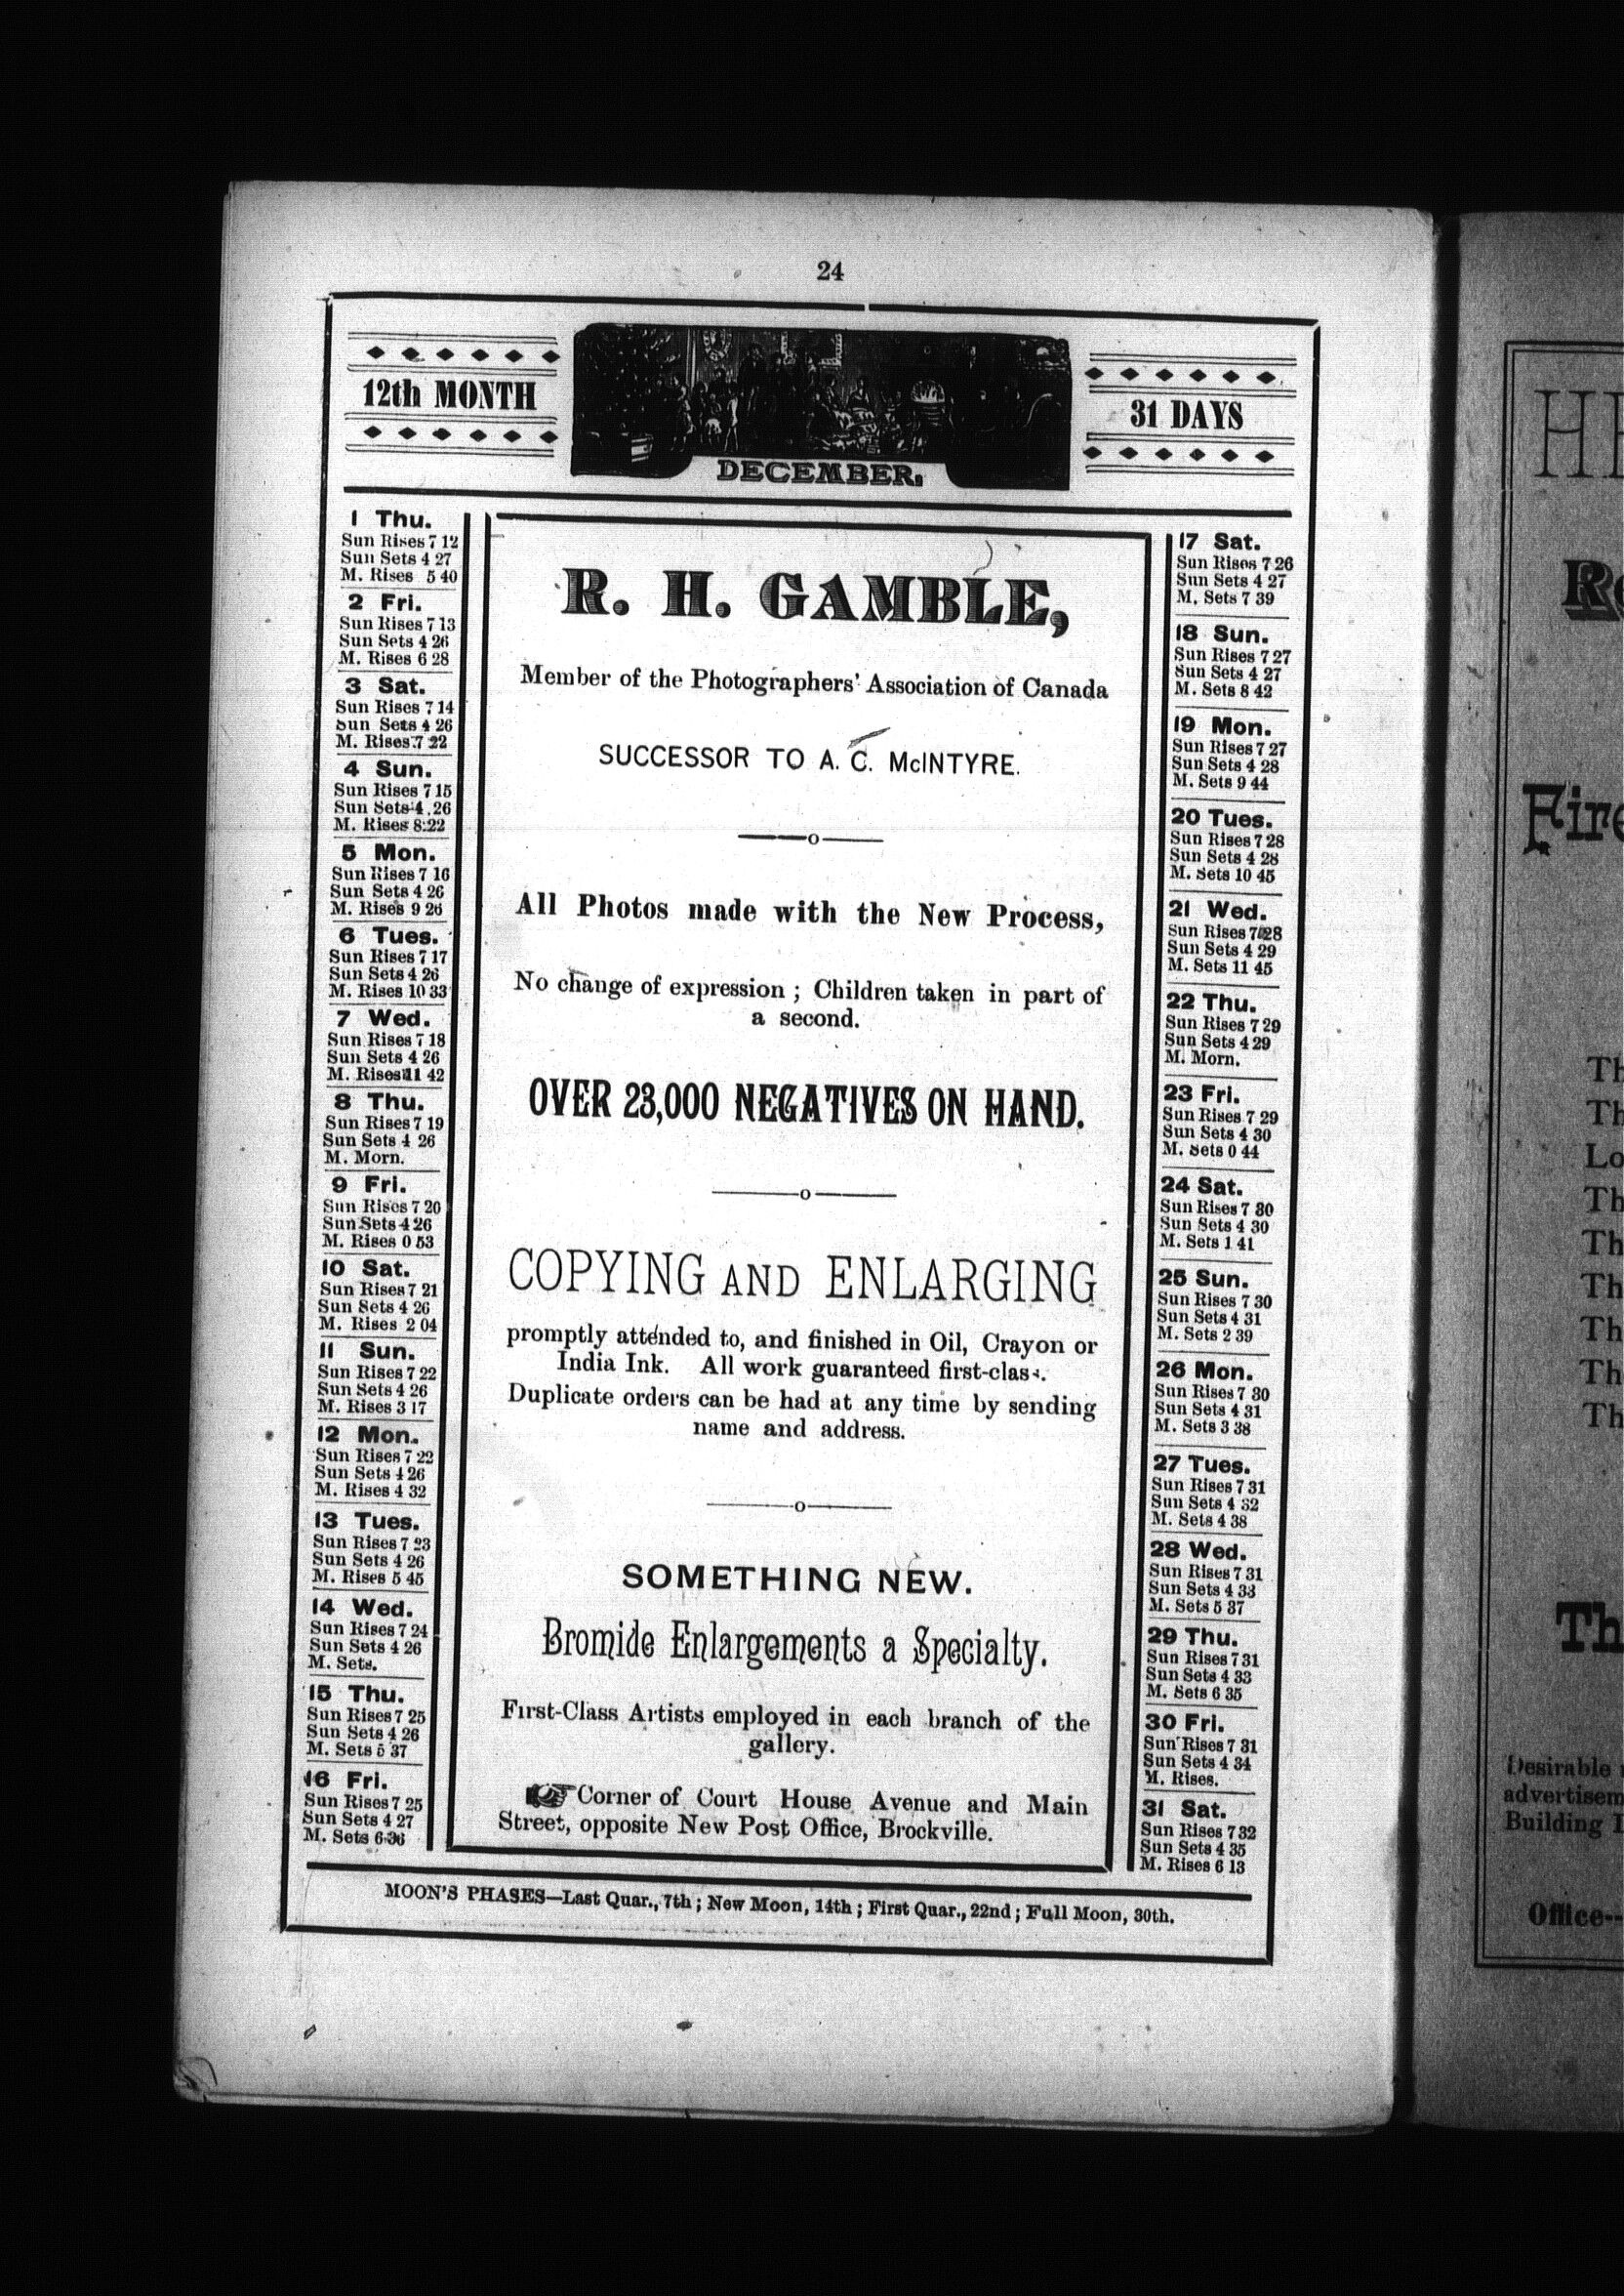 24
12th MONTH
DECEMBER.
31 DAYS
1 Thu.
Sun Rises 7 12
Sun Sets 4 27
M. Rises 5 40
2 Fri.
Sun Rises 7 13
Sun Sets 4 26
M. Rises 6 28
3 Sat.
Sun Rises 7 14
Sun Sets 4 26
M. Rises 7 22
4 Sun.
Sun Rises 7 15
Sun Sets 4 26
M. Rises 8 22
5 Mon.
Sun Rises 7 16
Sun Sets 4 26
M. Rises 9 26
6 Tues.
Sun Rises 7 17
Sun Sets 4 26
M. Rises 10 33
7 Wed.
Sun Rises 7 18
Sun Sets 4 26
M. Rises 11 42
8 Thu.
Sun Rises 7 19
Sun Sets 4 26
M. Morn.
9 Fri.
Sun Rises 7 20
Sun Sets 4 26
M. Rises 0 53
10 Sat.
Sun Rises 7 21
Sun Sets 4 26
M. Rises 2 04
11 Sun.
Sun Rises 7 22
Sun Sets 4 26
M. Rises 3 17
12 Mon.
Sun Rises 7 22
Sun Sets 4 26
M. Rises 4 32
13 Tues.
Sun Rises 7 23
Sun Sets 4 26
M. Rises 5 45
14 Wed.
Sun Rises 7 24
Sun Sets 4 26
M. Sets.
15 Thu.
Sun Rises 7 25
Sun Sets 4 26
M. Sets 5 37
16 Fri.
Sun Rises 7 25
Sun Sets 4 27
M. Sets 6 36
R. H. GAMBLE,
Member of the Photographers' Association of Canada
SUCCESSOR TO A. C. McINTYRE.
All Photos made with the New Process,
No change of expression ; Children taken in part of
a second.
OVER 23,000 NEGATIVES ON HAND.
COPYING AND ENLARGING
promptly attended to, and finished in Oil, Crayon or
India Ink. All work guaranteed first-class.
Duplicate orders can be had at any time by sending
name and address.
SOMETHING NEW.
Bromide Enlargements a Specialty.
First-Class Artists employed in each branch of the
gallery.
Corner of Court House Avenue and Main
Street, opposite New Post Office, Brockville.
17 Sat.
Sun Rises 7 26
Sun Sets 4 27
M. Sets 7 39
18 Sun.
Sun Rises 7 27
Sun Sets 4 27
M. Sets 8 42
19 Mon.
Sun Rises 7 27
Sun Sets 4 28
M. Sets 9 44
20 Tues.
Sun Rises 7 28
Sun Sets 4 28
M. Sets 10 45
21 Wed.
Sun Rises 7 28
Sun Sets 4 29
M. Sets 11 45
22 Thu.
Sun Rises 7 29
Sun Sets 4 29
M. Morn.
23 Fri.
Sun Rises 7 29
Sun Sets 4 30
M. Sets 0 44
24 Sat.
Sun Rises 7 30
Sun Sets 4 30
M. Sets 1 41
25 Sun.
Sun Rises 7 30
Sun Sets 4 31
M. Sets 2 39
26 Mon.
Sun Rises 7 30
Sun Sets 4 31
M. Sets 3 38
27 Tues.
Sun Rises 7 31
Sun Sets 4 32
M. Sets 4 38
28 Wed.
Sun Rises 7 31
Sun Sets 4 33
M. Sets 5 37
29 Thu.
Sun Rises 7 31
Sun Sets 4 33
M. Sets 6 35
30 Fri.
Sun Rises 7 31
Sun Sets 4 34
M. Rises.
31 Sat.
Sun Rises 7 32
Sun Sets 4 35
M. Rises 6 13
MOON'S PHASES—Last Quar., 7th ; New Moon, 14th ; First Quar., 22nd ; Full Moon, 30th.
Desirable
Building
Office--